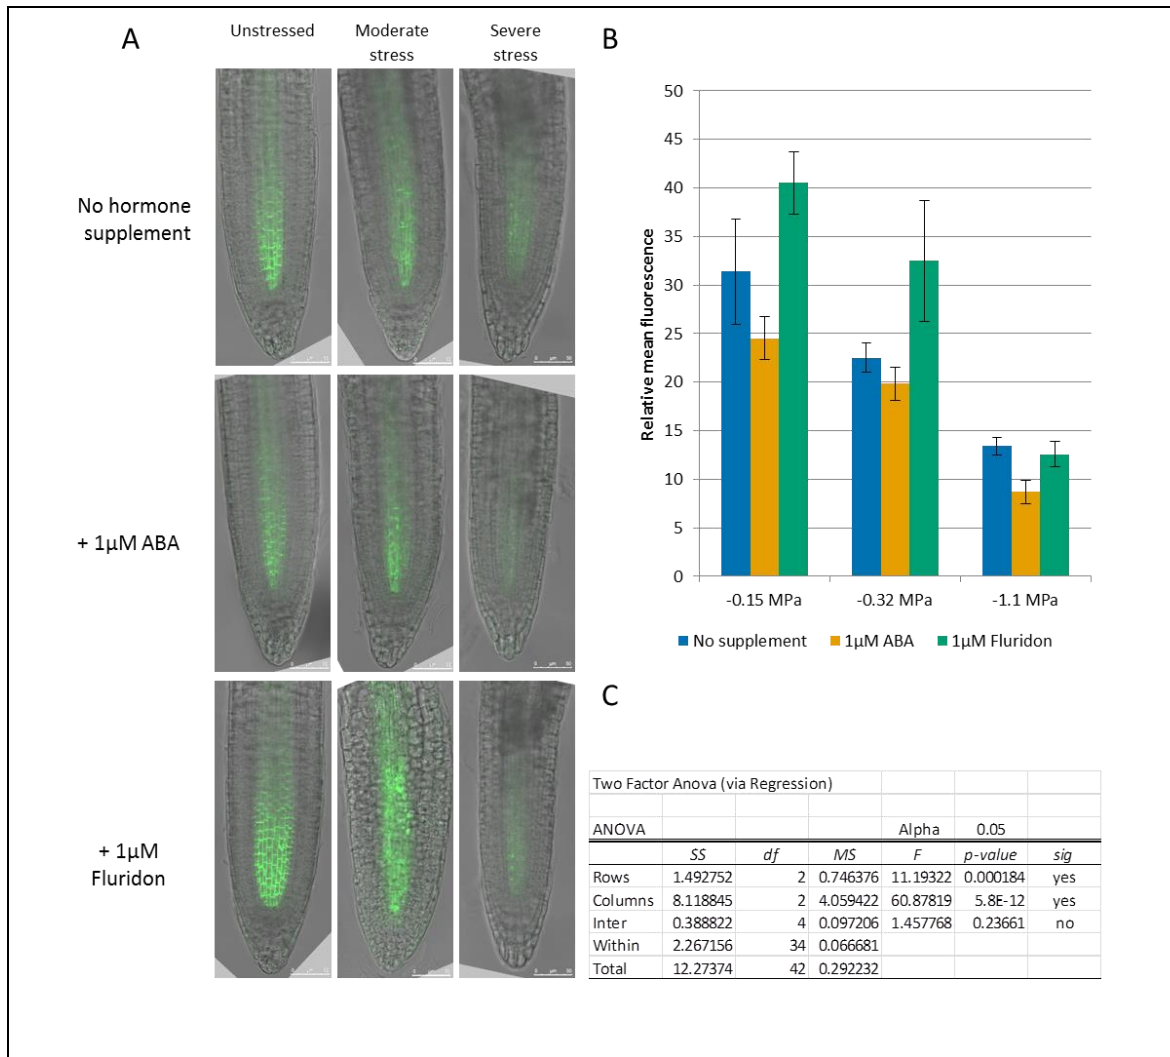 A
Unstressed
Moderate
stress
Severe
stress
No hormone
supplement
+ 1µM ABA
+ 1µM
Fluridon
B
Relative mean fluorescence
50
45
40
35
30
25
20
15
10
5
0
-0.15 MPa -0.32 MPa -1.1 MPa
No supplement 1µM ABA 1µM Fluridon
C
Two Factor Anova (via Regression)
ANOVA Alpha 0.05
SS df MS F p-value sig
Rows 1.492752 2 0.746376 11.19322 0.000184 yes
Columns 8.118845 2 4.059422 60.87819 5.8E-12 yes
Inter 0.388822 4 0.097206 1.457768 0.23661 no
Within 2.267156 34 0.066681
Total 12.27374 42 0.292232